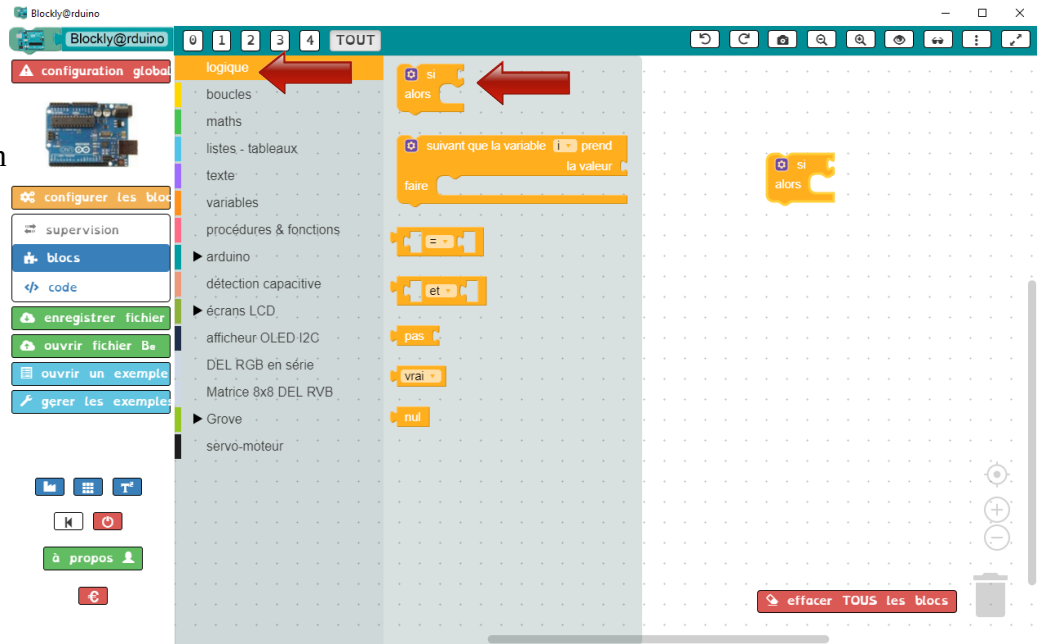 Blockly@rduino
Blockly@rduino
0 1 2 3 4 TOUT
configuration global
n
configurer les bloc
supervision
blocs
</> code
enregistrer fichier
ouvrir fichier B@
ouvrir un exemple
gérer les exemples
à propos
€
effacer TOUS les blocs
logique
boucles
maths
listes - tableaux
texte
variables
procédures & fonctions
arduino
détection capacitive
écrans LCD
afficheur OLED I2C
DEL RGB en série
Matrice 8x8 DEL RVB
Grove
servo-moteur
si
alors
suivant que la variable i prend
la valeur
faire
=
et
pas
vrai
nul
si
alors